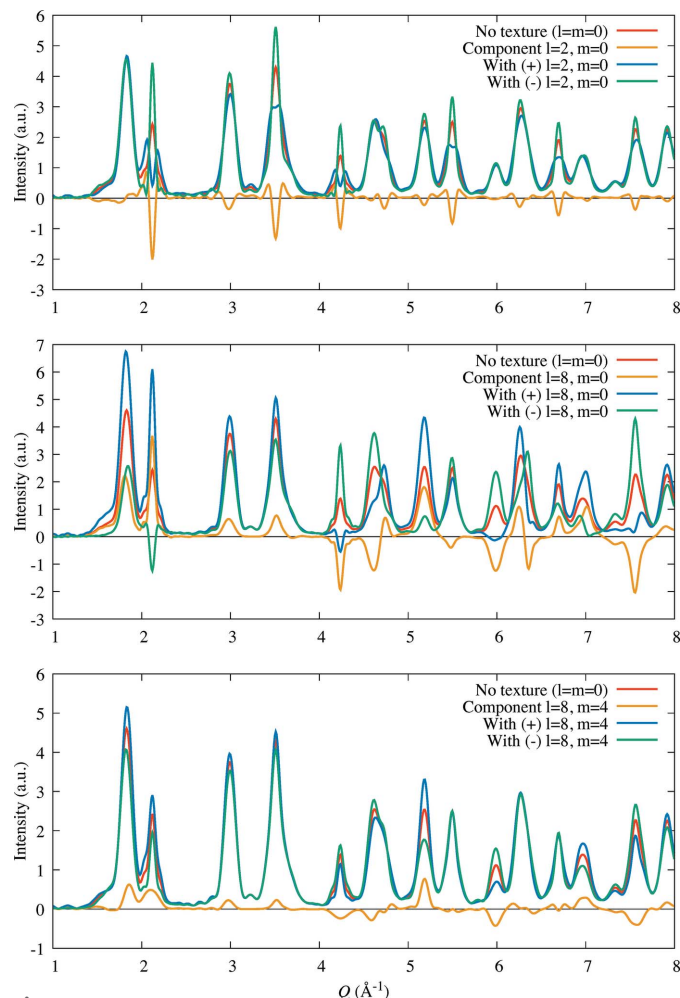 6
5
4
3
2
1
0
-1
-2
-3
Intensity (a.u.)
No texture (l=m=0)
Component l=2, m=0
With (+) l=2, m=0
With (-) l=2, m=0
1 2 3 4 5 6 7 8
7
6
5
4
3
2
1
0
-1
-2
-3
Intensity (a.u.)
No texture (l=m=0)
Component l=8, m=0
With (+) l=8, m=0
With (-) l=8, m=0
1 2 3 4 5 6 7 8
6
5
4
3
2
1
0
-1
Intensity (a.u.)
No texture (l=m=0)
Component l=8, m=4
With (+) l=8, m=4
With (-) l=8, m=4
1 2 3 4 5 6 7 8
Q (Å⁻¹)